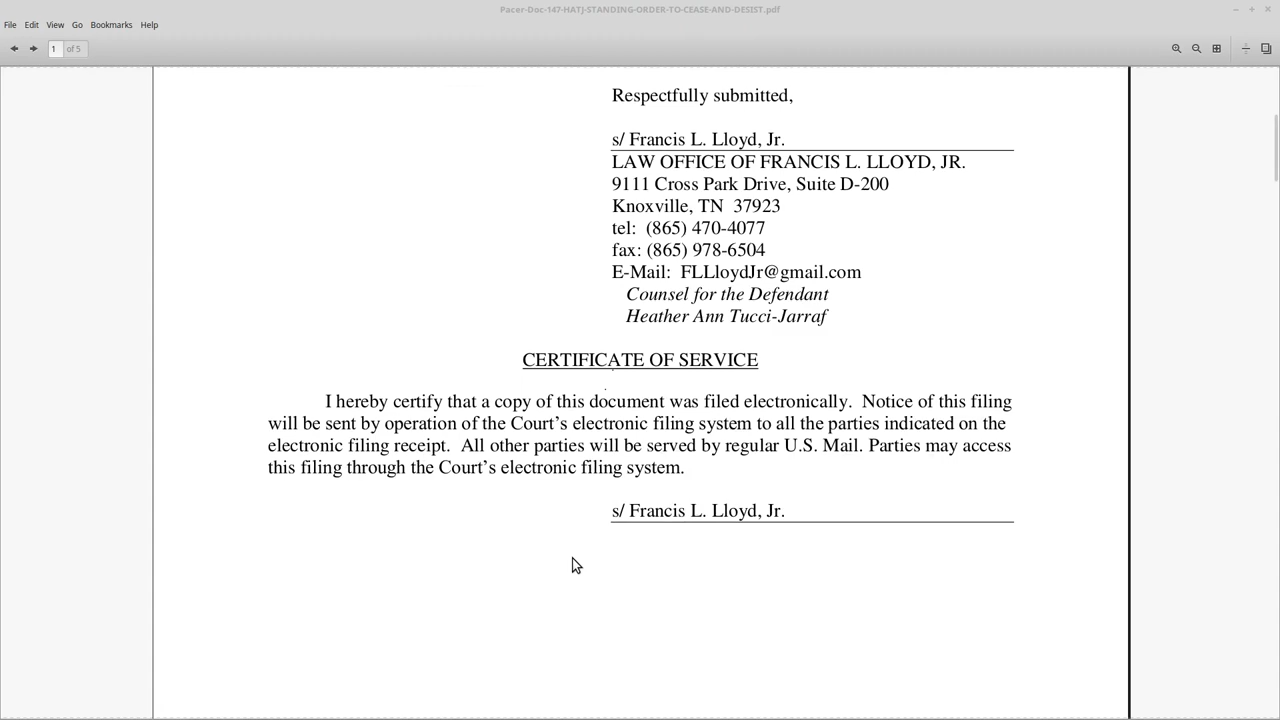 Pacer-Doc-147-HATJ-STANDING-ORDER-TO-CEASE-AND-DESIST.pdf
File Edit View Go Bookmarks Help
1 of 5
Respectfully submitted,
s/ Francis L. Lloyd, Jr.
LAW OFFICE OF FRANCIS L. LLOYD, JR.
9111 Cross Park Drive, Suite D-200
Knoxville, TN  37923
tel:  (865) 470-4077
fax: (865) 978-6504
E-Mail:  FLLloydJr@gmail.com
Counsel for the Defendant
Heather Ann Tucci-Jarraf
CERTIFICATE OF SERVICE
I hereby certify that a copy of this document was filed electronically.  Notice of this filing
will be sent by operation of the Court’s electronic filing system to all the parties indicated on the
electronic filing receipt.  All other parties will be served by regular U.S. Mail. Parties may access
this filing through the Court’s electronic filing system.
s/ Francis L. Lloyd, Jr.